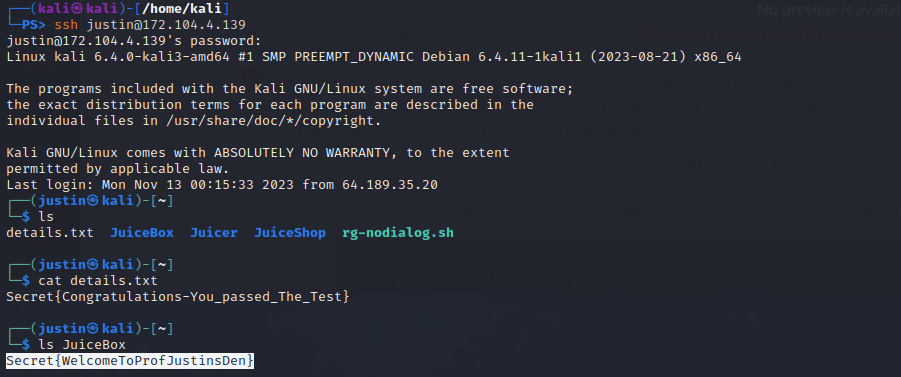 No preview is availa
┌──(kali㉿kali)-[/home/kali]
└─PS> ssh justin@172.104.4.139
justin@172.104.4.139's password:
Linux kali 6.4.0-kali3-amd64 #1 SMP PREEMPT_DYNAMIC Debian 6.4.11-1kali1 (2023-08-21) x86_64

The programs included with the Kali GNU/Linux system are free software;
the exact distribution terms for each program are described in the
individual files in /usr/share/doc/*/copyright.

Kali GNU/Linux comes with ABSOLUTELY NO WARRANTY, to the extent
permitted by applicable law.
Last login: Mon Nov 13 00:15:33 2023 from 64.189.35.20
┌──(justin㉿kali)-[~]
└─$ ls
details.txt  JuiceBox  Juicer  JuiceShop  rg-nodialog.sh

┌──(justin㉿kali)-[~]
└─$ cat details.txt
Secret{Congratulations-You_passed_The_Test}

┌──(justin㉿kali)-[~]
└─$ ls JuiceBox
Secret{WelcomeToProfJustinsDen}